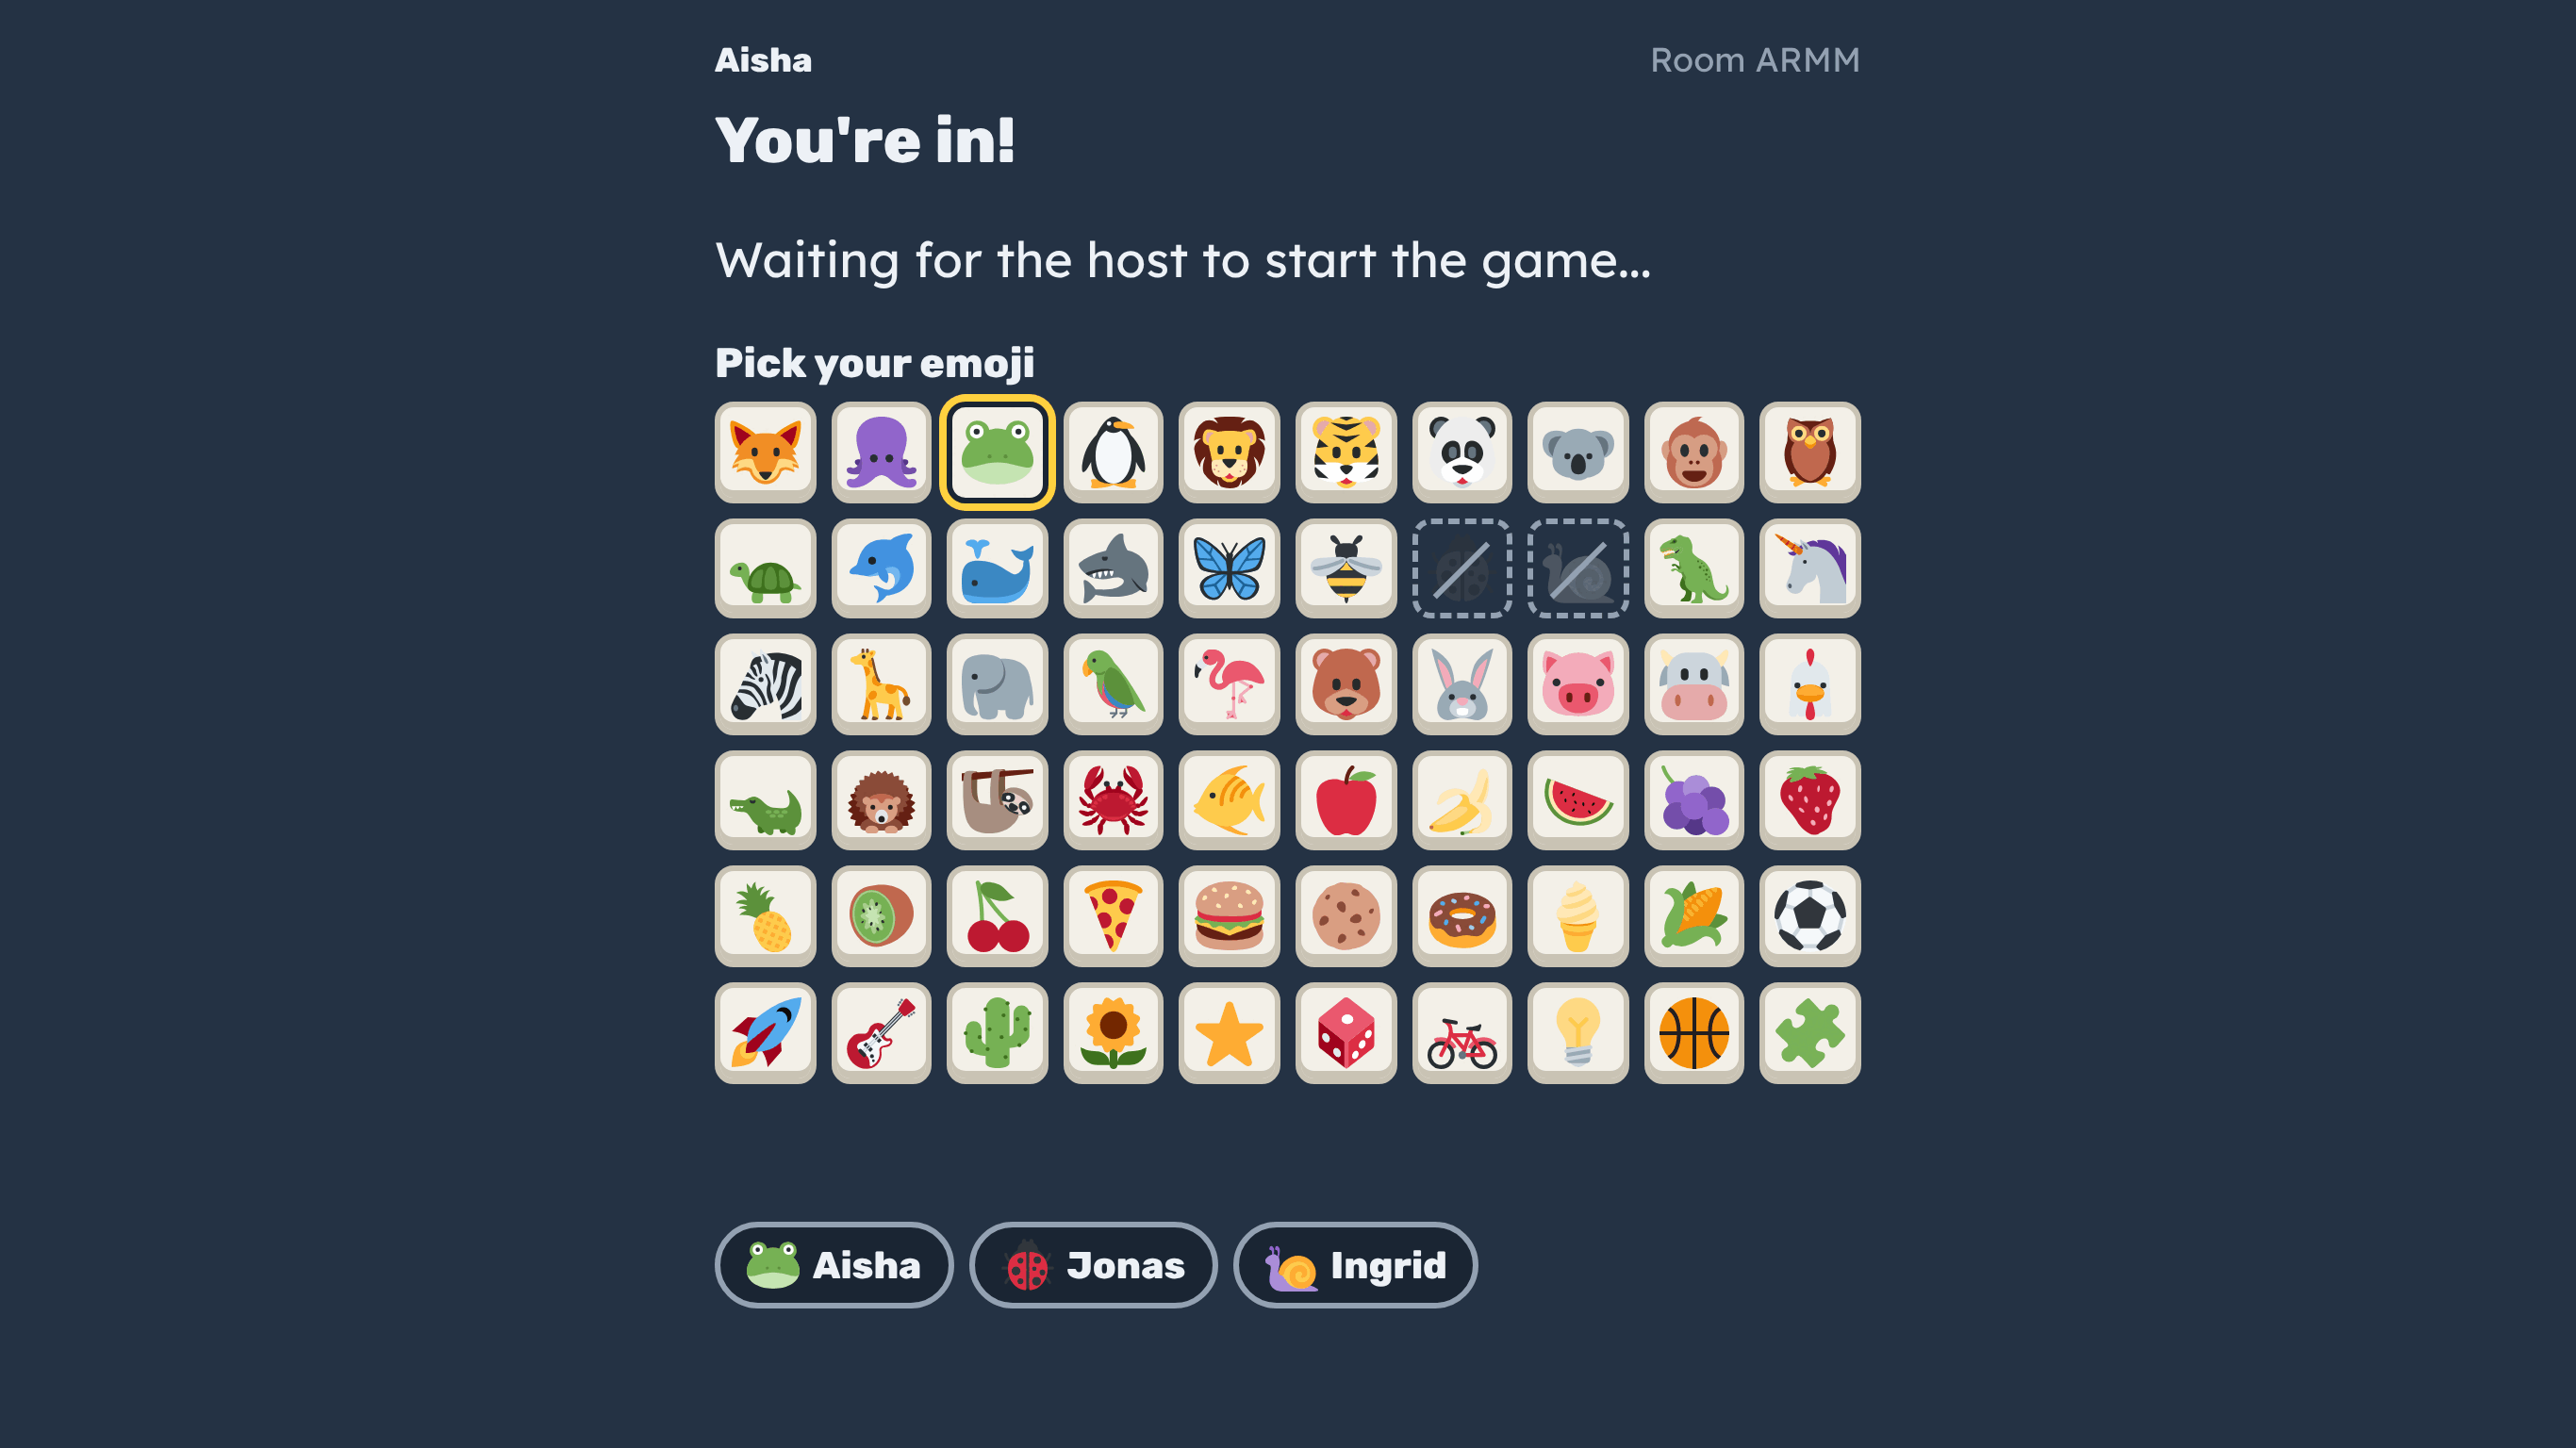 Aisha
Room ARMM
You're in!
Waiting for the host to start the game...
Pick your emoji
Aisha
Jonas
Ingrid